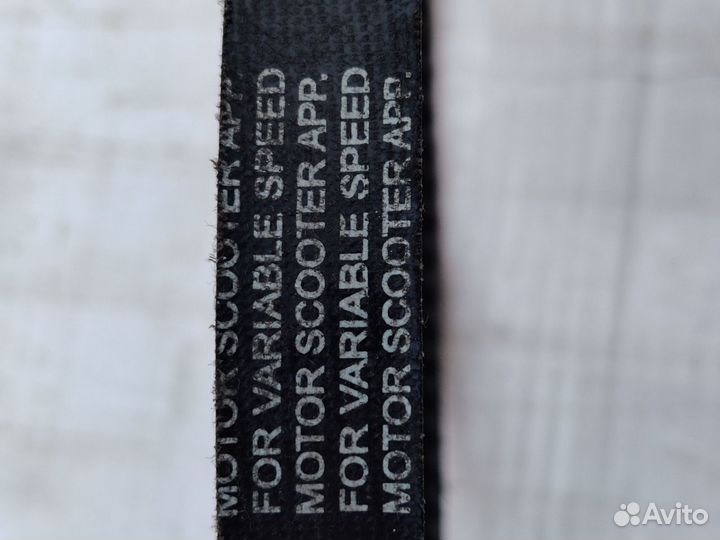 MOTOR SCOOTER APP.
FOR VARIABLE SPEED
MOTOR SCOOTER APP.
FOR VARIABLE SPEED
MOTOR SCOOTER APP.
Avito